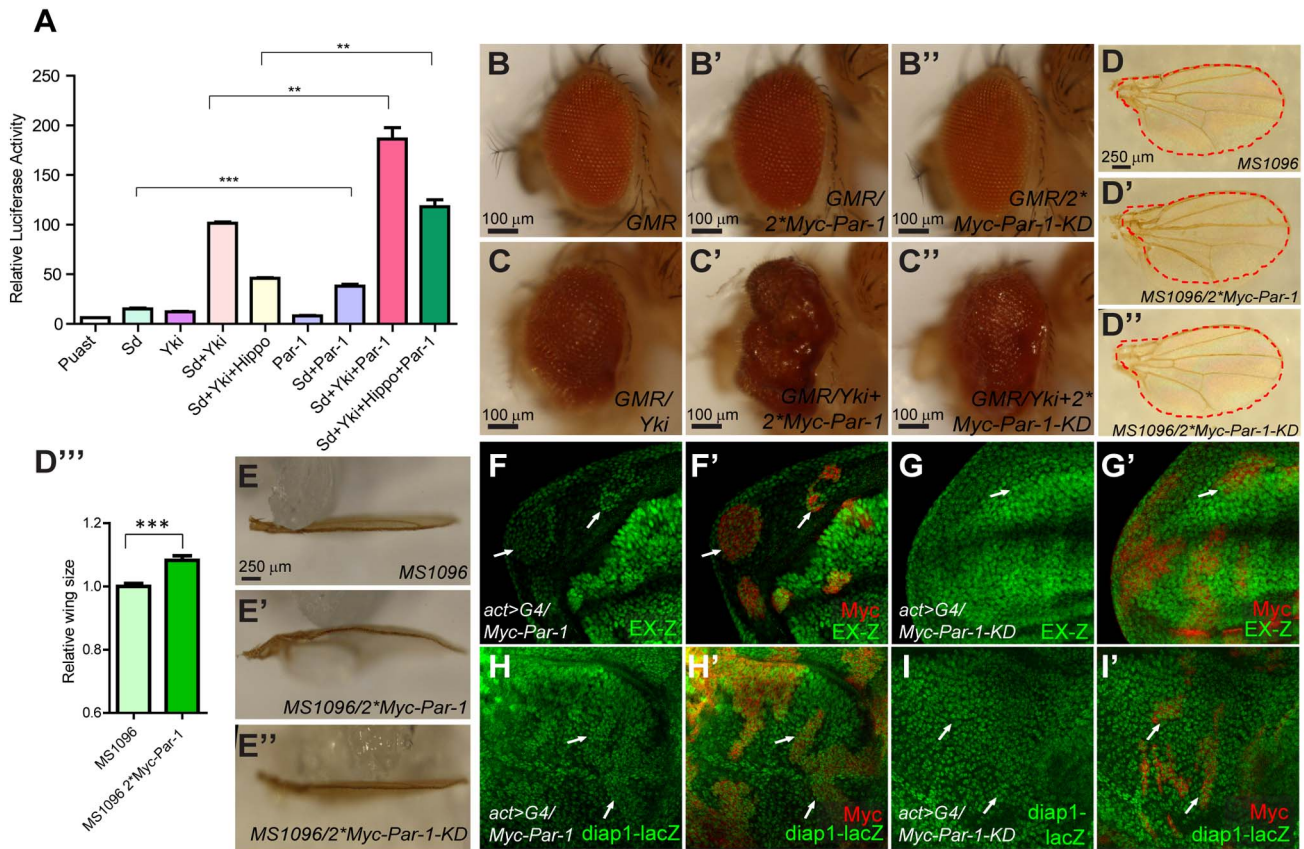 A
Relative Luciferase Activity
250
200
150
100
50
0
**
**
***
Puast
Sd
Yki
Sd+Yki
Sd+Yki+Hippo
Par-1
Sd+Par-1
Sd+Yki+Par-1
Sd+Yki+Hippo+Par-1
B
100 µm
GMR
B'
100 µm
GMR/
2*Myc-Par-1
B''
100 µm
GMR/2*
Myc-Par-1-KD
C
100 µm
GMR/
Yki
C'
100 µm
GMR/Yki+
2*Myc-Par-1
C''
100 µm
GMR/Yki+2*
Myc-Par-1-KD
D
250 µm
MS1096
D'
MS1096/2*Myc-Par-1
D''
MS1096/2*Myc-Par-1-KD
D'''
Relative wing size
1.2
1.0
0.8
0.6
***
MS1096
MS1096 2*Myc-Par-1
E
250 µm
MS1096
E'
MS1096/2*Myc-Par-1
E''
MS1096/2*Myc-Par-1-KD
F
act>G4/
Myc-Par-1
EX-Z
F'
Myc
EX-Z
G
act>G4/
Myc-Par-1-KD
EX-Z
G'
Myc
EX-Z
H
act>G4/
Myc-Par-1
diap1-lacZ
H'
Myc
diap1-lacZ
I
act>G4/
Myc-Par-1-KD
diap1-
lacZ
I'
Myc
diap1-lacZ